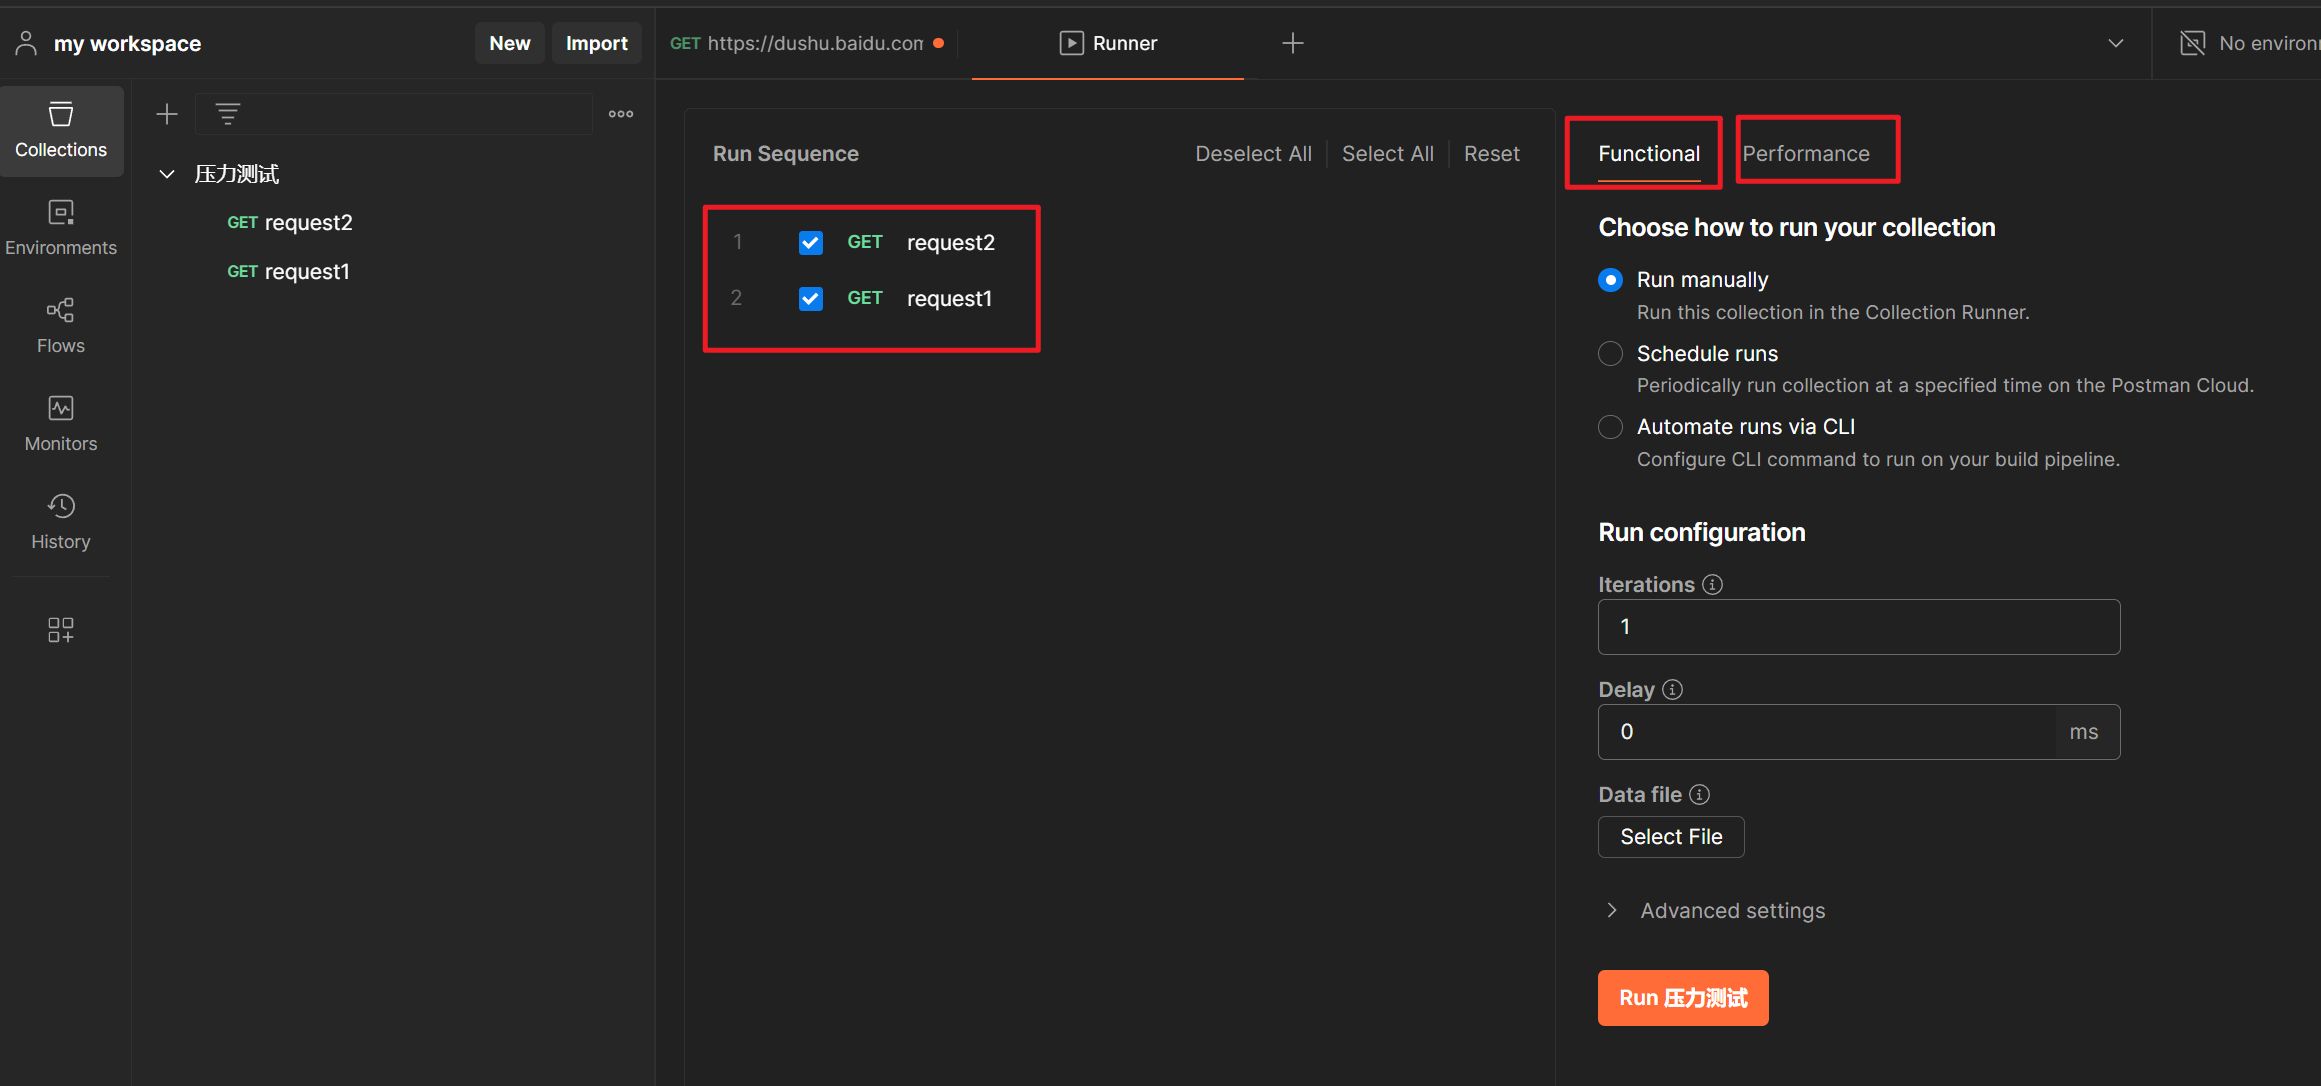 my workspace
New
Import
GET https://dushu.baidu.com
Runner
No environ
Collections
Environments
Flows
Monitors
History
压力测试
GET request2
GET request1
Run Sequence
Deselect All
Select All
Reset
1 GET request2
2 GET request1
Functional
Performance
Choose how to run your collection
Run manually
Run this collection in the Collection Runner.
Schedule runs
Periodically run collection at a specified time on the Postman Cloud.
Automate runs via CLI
Configure CLI command to run on your build pipeline.
Run configuration
Iterations
1
Delay
0 ms
Data file
Select File
Advanced settings
Run 压力测试